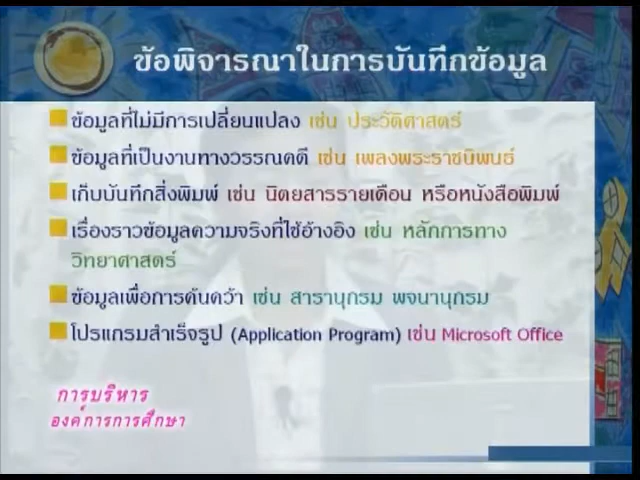 ข้อพิจารณาในการบันทึกข้อมูล
ข้อมูลที่ไม่มีการเปลี่ยนแปลง เช่น ประวัติศาสตร์
ข้อมูลที่เป็นงานทางวรรณคดี เช่น เพลงพระราชนิพนธ์
เก็บบันทึกสิ่งพิมพ์ เช่น นิตยสารรายเดือน หรือหนังสือพิมพ์
เรื่องราวข้อมูลความจริงที่ใช้อ้างอิง เช่น หลักการทาง
วิทยาศาสตร์
ข้อมูลเพื่อการค้นคว้า เช่น สารานุกรม พจนานุกรม
โปรแกรมสำเร็จรูป (Application Program) เช่น Microsoft Office
การบริหาร
องค์การการศึกษา